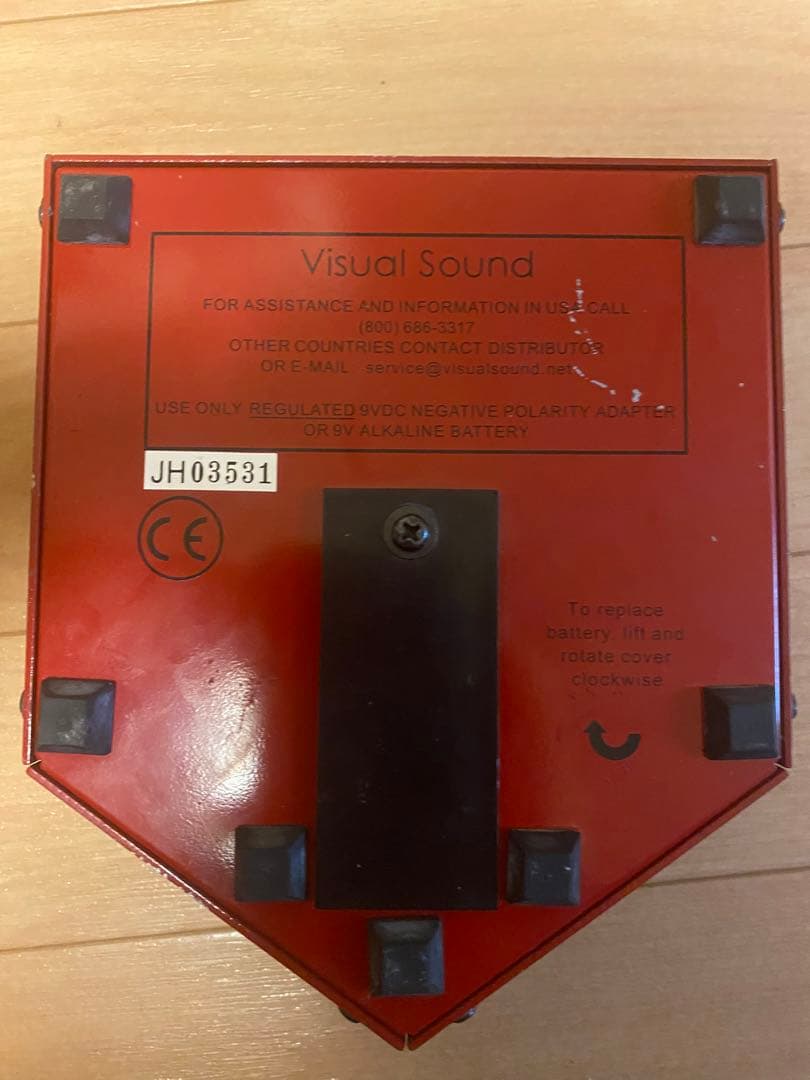 Visual Sound
FOR ASSISTANCE AND INFORMATION IN USA CALL
(800) 686-3317
OTHER COUNTRIES CONTACT DISTRIBUTOR
OR E-MAIL service@visualsound.net
USE ONLY REGULATED 9VDC NEGATIVE POLARITY ADAPTER
OR 9V ALKALINE BATTERY
JH03531
CE
To replace
battery, lift and
rotate cover
clockwise